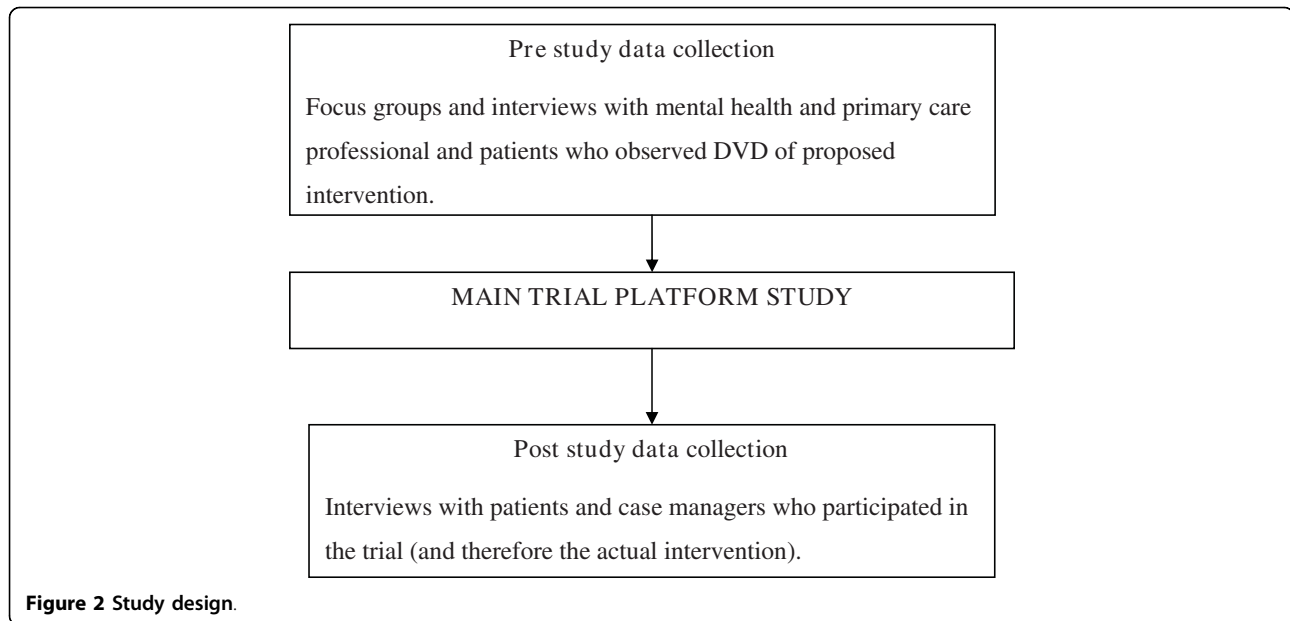 Pre study data collection
Focus groups and interviews with mental health and primary care
professional and patients who observed DVD of proposed
intervention.
MAIN TRIAL PLATFORM STUDY
Post study data collection
Interviews with patients and case managers who participated in
the trial (and therefore the actual intervention).
Figure 2 Study design.